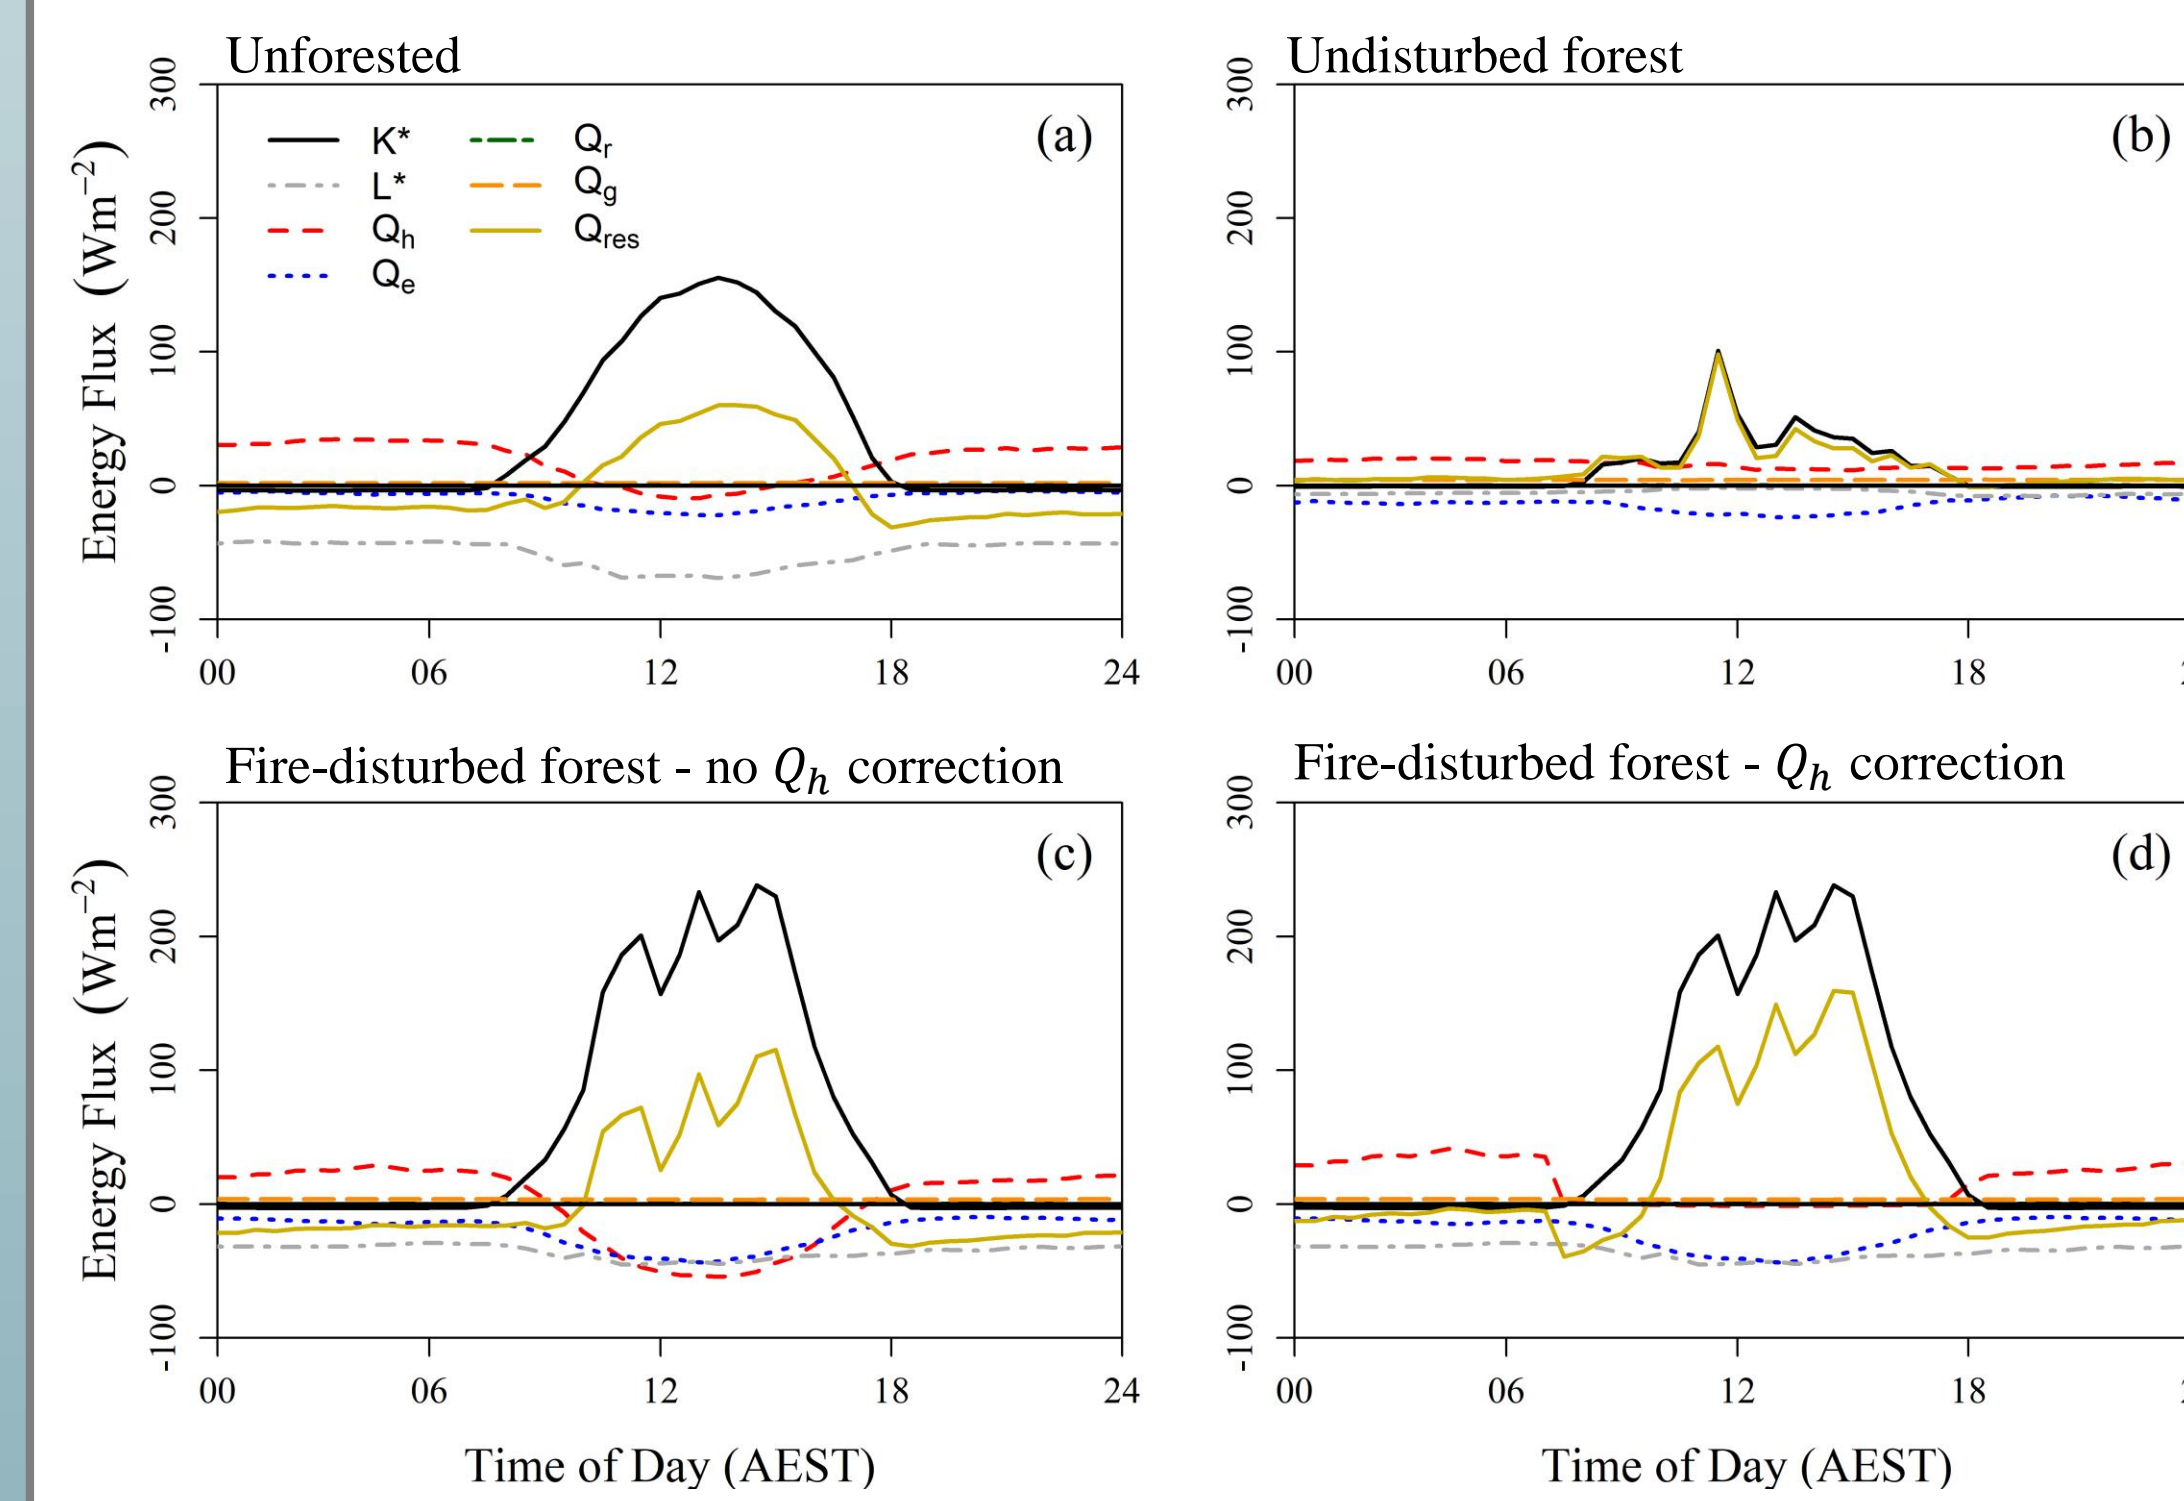 Unforested
Energy Flux (Wm⁻²)
300
200
100
0
-100
K*
L*
Qh
Qe
Qr
Qg
Qres
(a)
00 06 12 18 24
Undisturbed forest
300
200
100
0
-100
(b)
00 06 12 18
Fire-disturbed forest - no Qh correction
Energy Flux (Wm⁻²)
300
200
100
0
-100
(c)
00 06 12 18 24
Time of Day (AEST)
Fire-disturbed forest - Qh correction
300
200
100
0
-100
(d)
00 06 12 18
Time of Day (AEST)